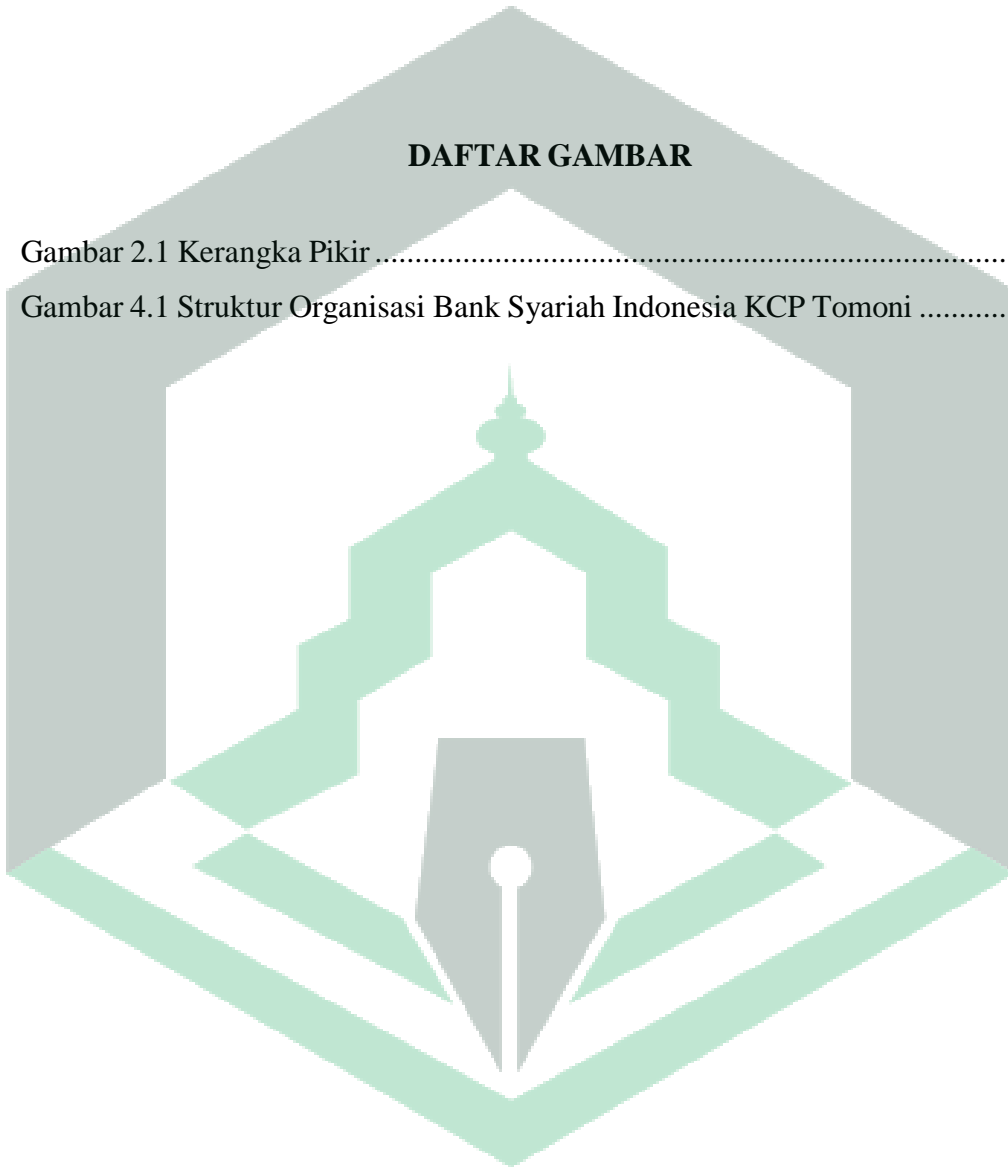 DAFTAR GAMBAR
Gambar 2.1 Kerangka Pikir ...............................................................................
Gambar 4.1 Struktur Organisasi Bank Syariah Indonesia KCP Tomoni ...........